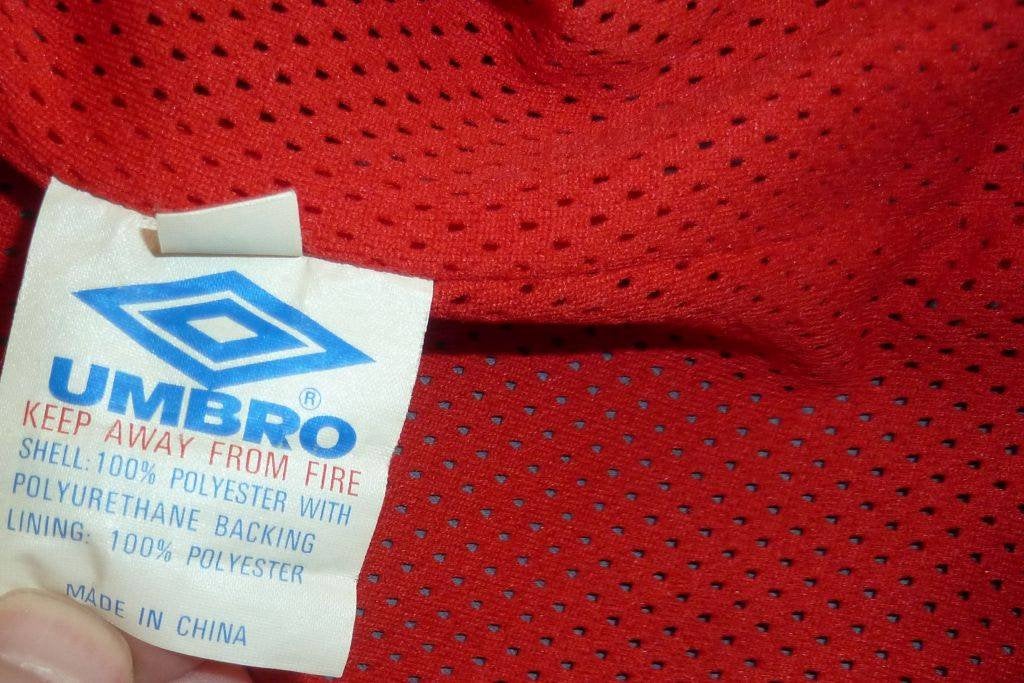 UMBRO®
KEEP AWAY FROM FIRE
SHELL: 100% POLYESTER WITH
POLYURETHANE BACKING
LINING: 100% POLYESTER
MADE IN CHINA